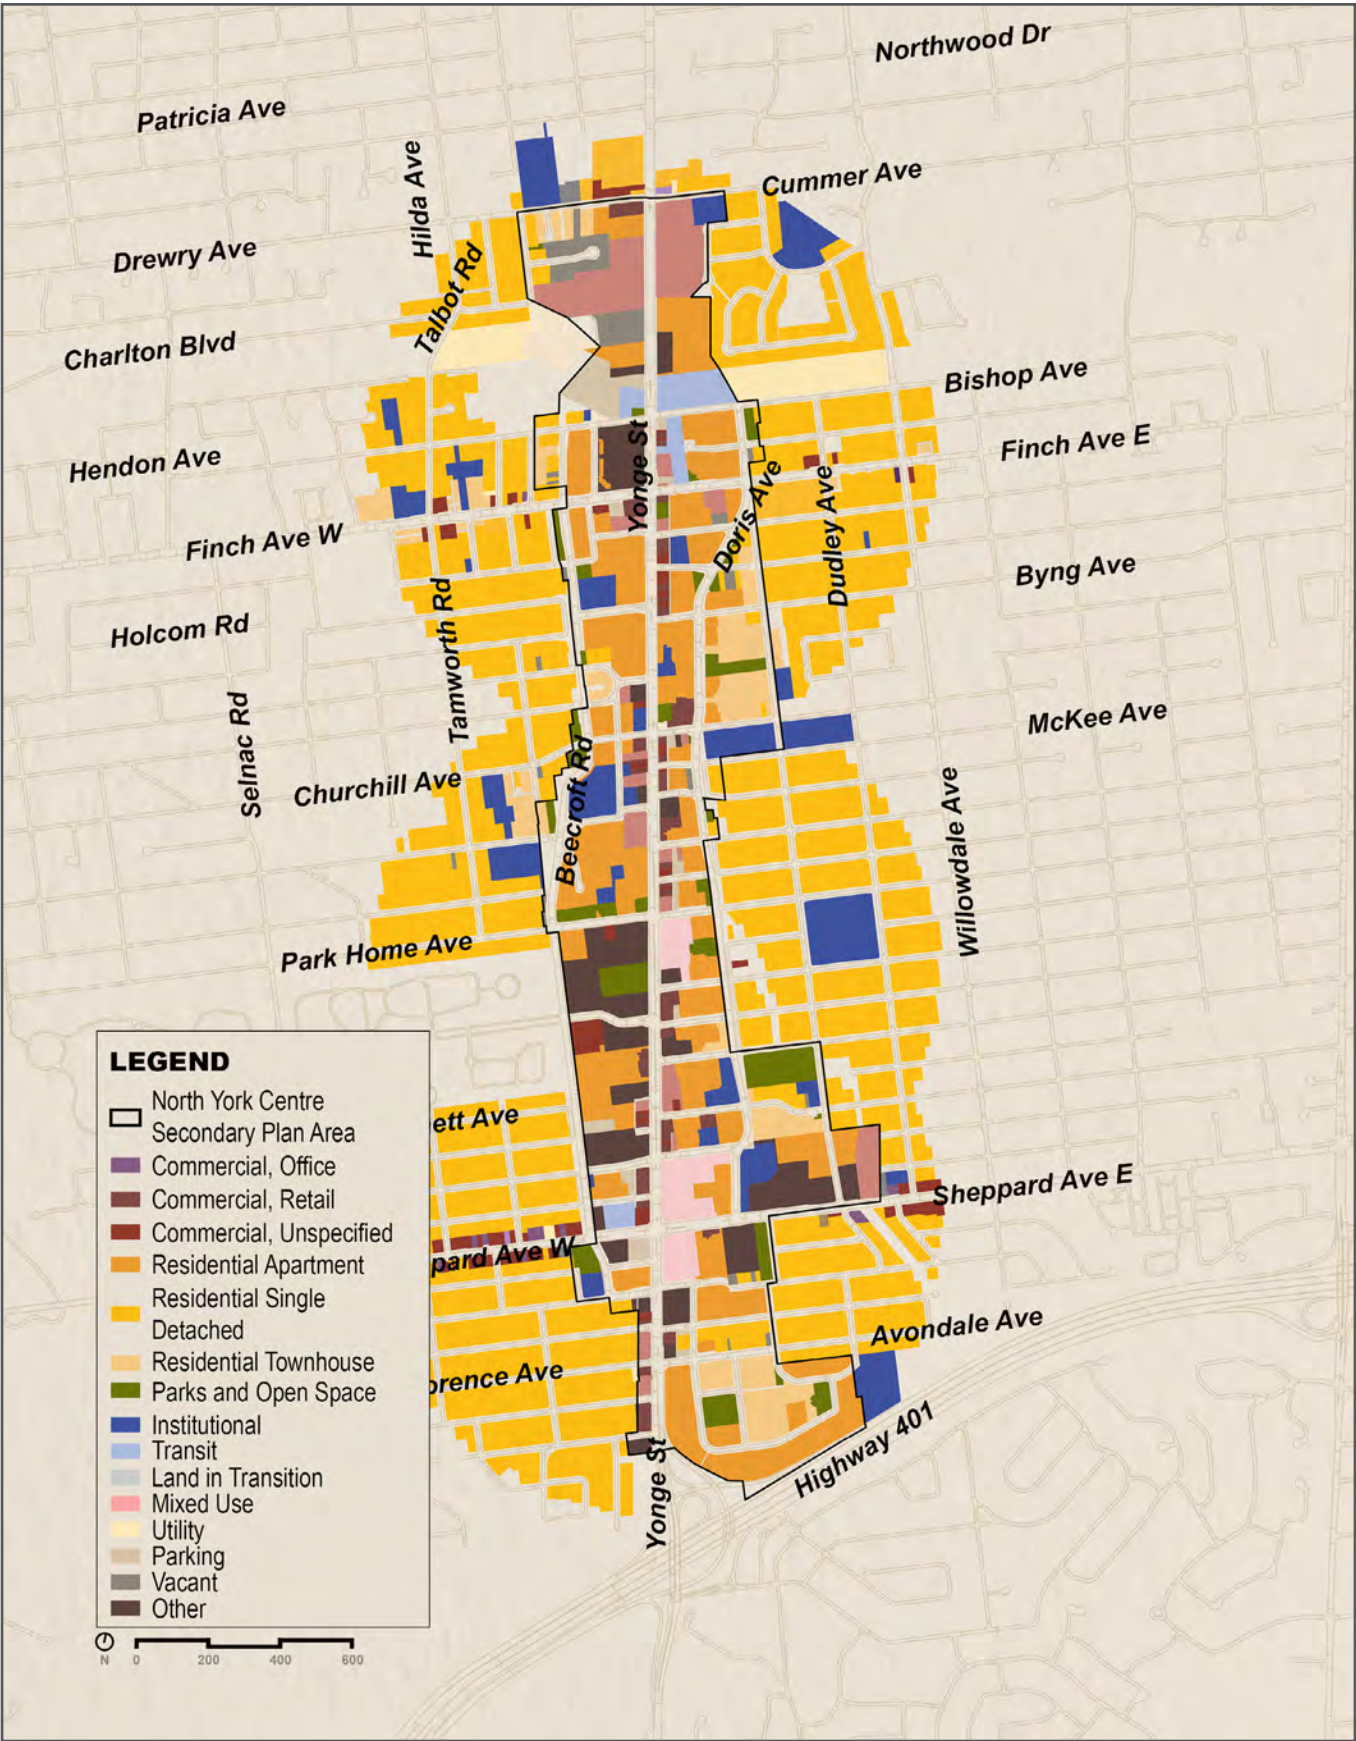 Northwood Dr
Patricia Ave
Hilda Ave
Cummer Ave
Drewry Ave
Talbot Rd
Charlton Blvd
Bishop Ave
Hendon Ave
Finch Ave E
Yonge St
Doris Ave
Dudley Ave
Finch Ave W
Byng Ave
Tamworth Rd
Holcom Rd
Selnac Rd
McKee Ave
Churchill Ave
Beecroft Rd
Willowdale Ave
Park Home Ave
ett Ave
Sheppard Ave E
pard Ave W
Avondale Ave
orence Ave
Highway 401
Yonge St
LEGEND
North York Centre
Secondary Plan Area
Commercial, Office
Commercial, Retail
Commercial, Unspecified
Residential Apartment
Residential Single
Detached
Residential Townhouse
Parks and Open Space
Institutional
Transit
Land in Transition
Mixed Use
Utility
Parking
Vacant
Other
N 0 200 400 600